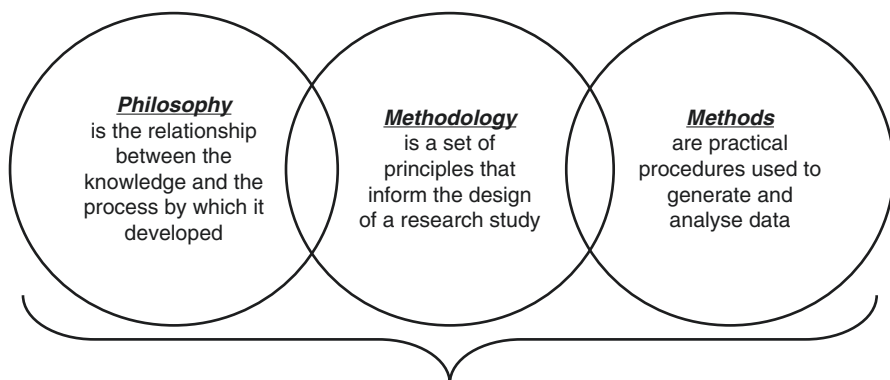 Philosophy
is the relationship
between the
knowledge and the
process by which it
developed
Methodology
is a set of
principles that
inform the design
of a research study
Methods
are practical
procedures used to
generate and
analyse data